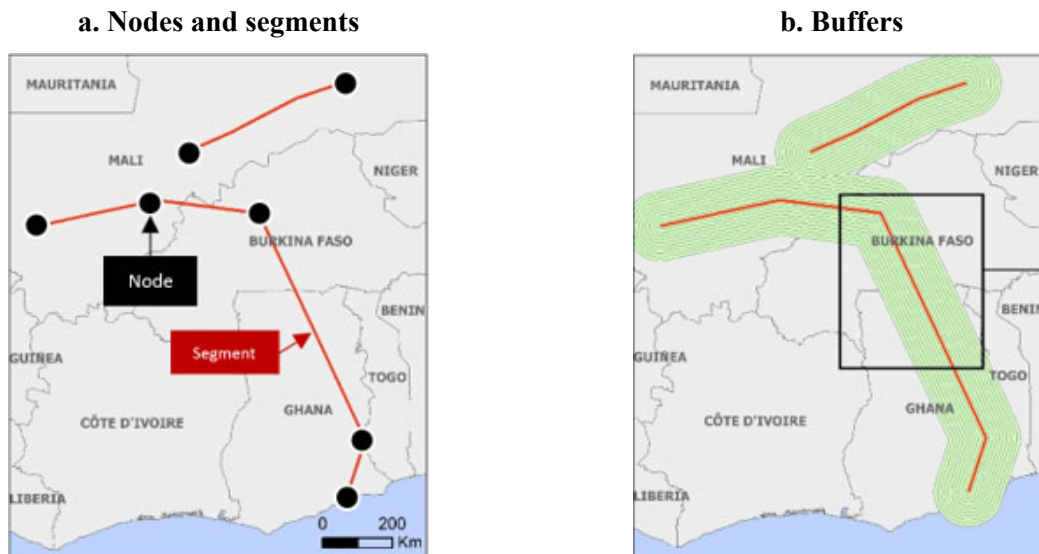 a. Nodes and segments
MAURITANIA
MALI
NIGER
BURKINA FASO
Node
BENIN
Segment
GUINEA
TOGO
GHANA
CÔTE D'IVOIRE
LIBERIA
0 200
Km
b. Buffers
MAURITANIA
MALI
NIGER
BURKINA FASO
BENIN
GUINEA
TOGO
GHANA
CÔTE D'IVOIRE
LIBERIA